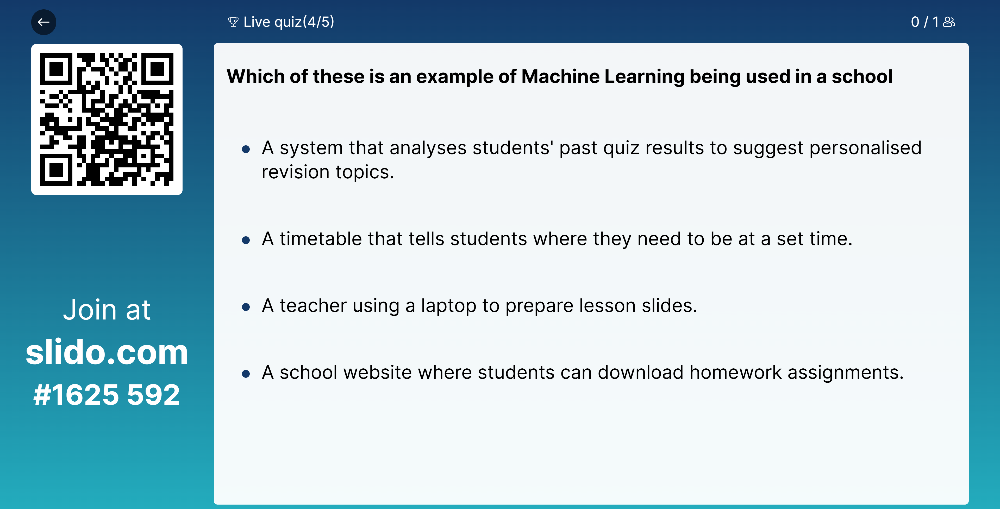 Live quiz(4/5)
0 / 1
Which of these is an example of Machine Learning being used in a school
A system that analyses students' past quiz results to suggest personalised
revision topics.
A timetable that tells students where they need to be at a set time.
A teacher using a laptop to prepare lesson slides.
A school website where students can download homework assignments.
Join at
slido.com
#1625 592